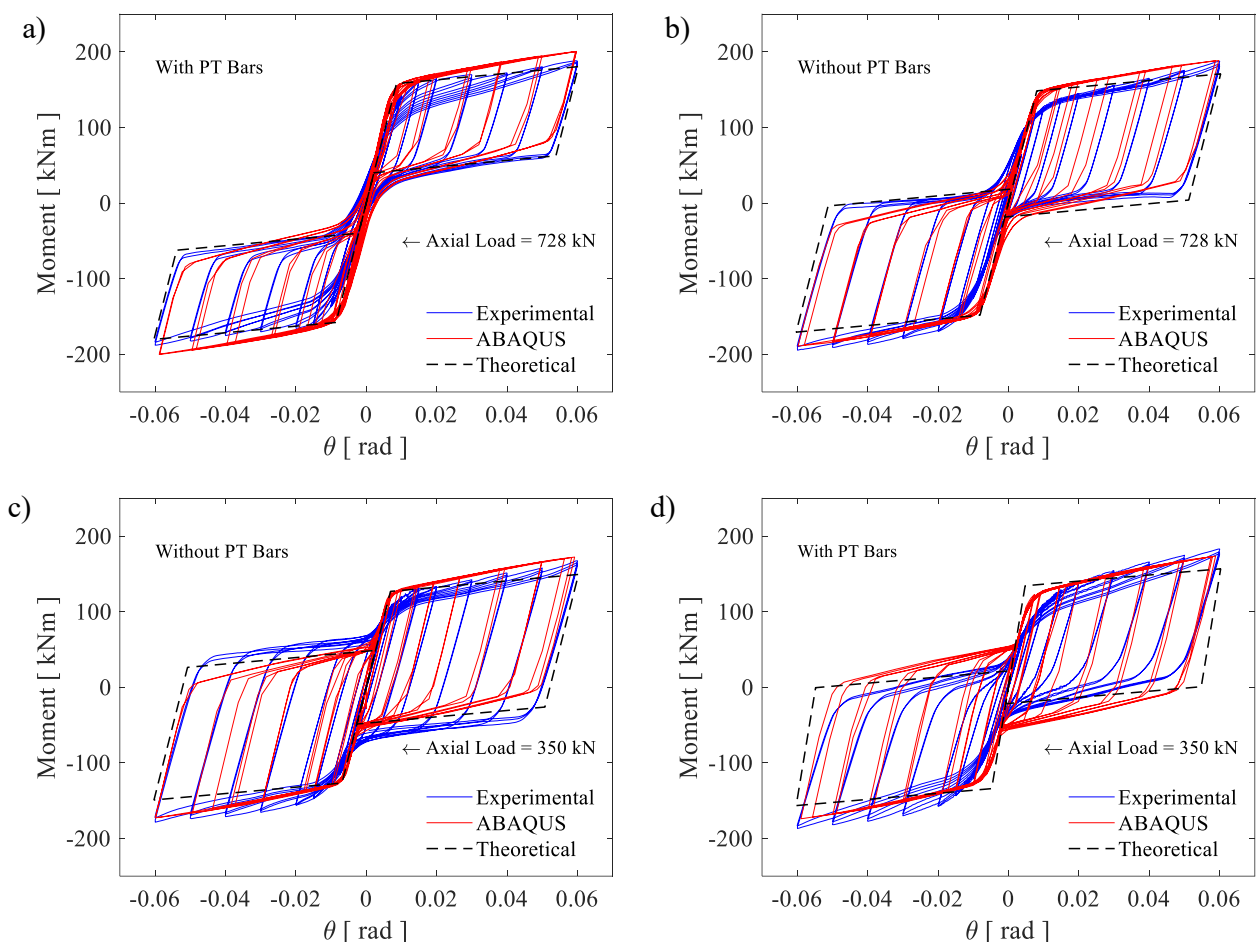 a)
With PT Bars
200
100
0
-100
-200
Moment [ kNm ]
← Axial Load = 728 kN
Experimental
ABAQUS
Theoretical
-0.06 -0.04 -0.02 0 0.02 0.04 0.06
θ [ rad ]
b)
Without PT Bars
200
100
0
-100
-200
Moment [ kNm ]
← Axial Load = 728 kN
Experimental
ABAQUS
Theoretical
-0.06 -0.04 -0.02 0 0.02 0.04 0.06
θ [ rad ]
c)
Without PT Bars
200
100
0
-100
-200
Moment [ kNm ]
← Axial Load = 350 kN
Experimental
ABAQUS
Theoretical
-0.06 -0.04 -0.02 0 0.02 0.04 0.06
θ [ rad ]
d)
With PT Bars
200
100
0
-100
-200
Moment [ kNm ]
← Axial Load = 350 kN
Experimental
ABAQUS
Theoretical
-0.06 -0.04 -0.02 0 0.02 0.04 0.06
θ [ rad ]